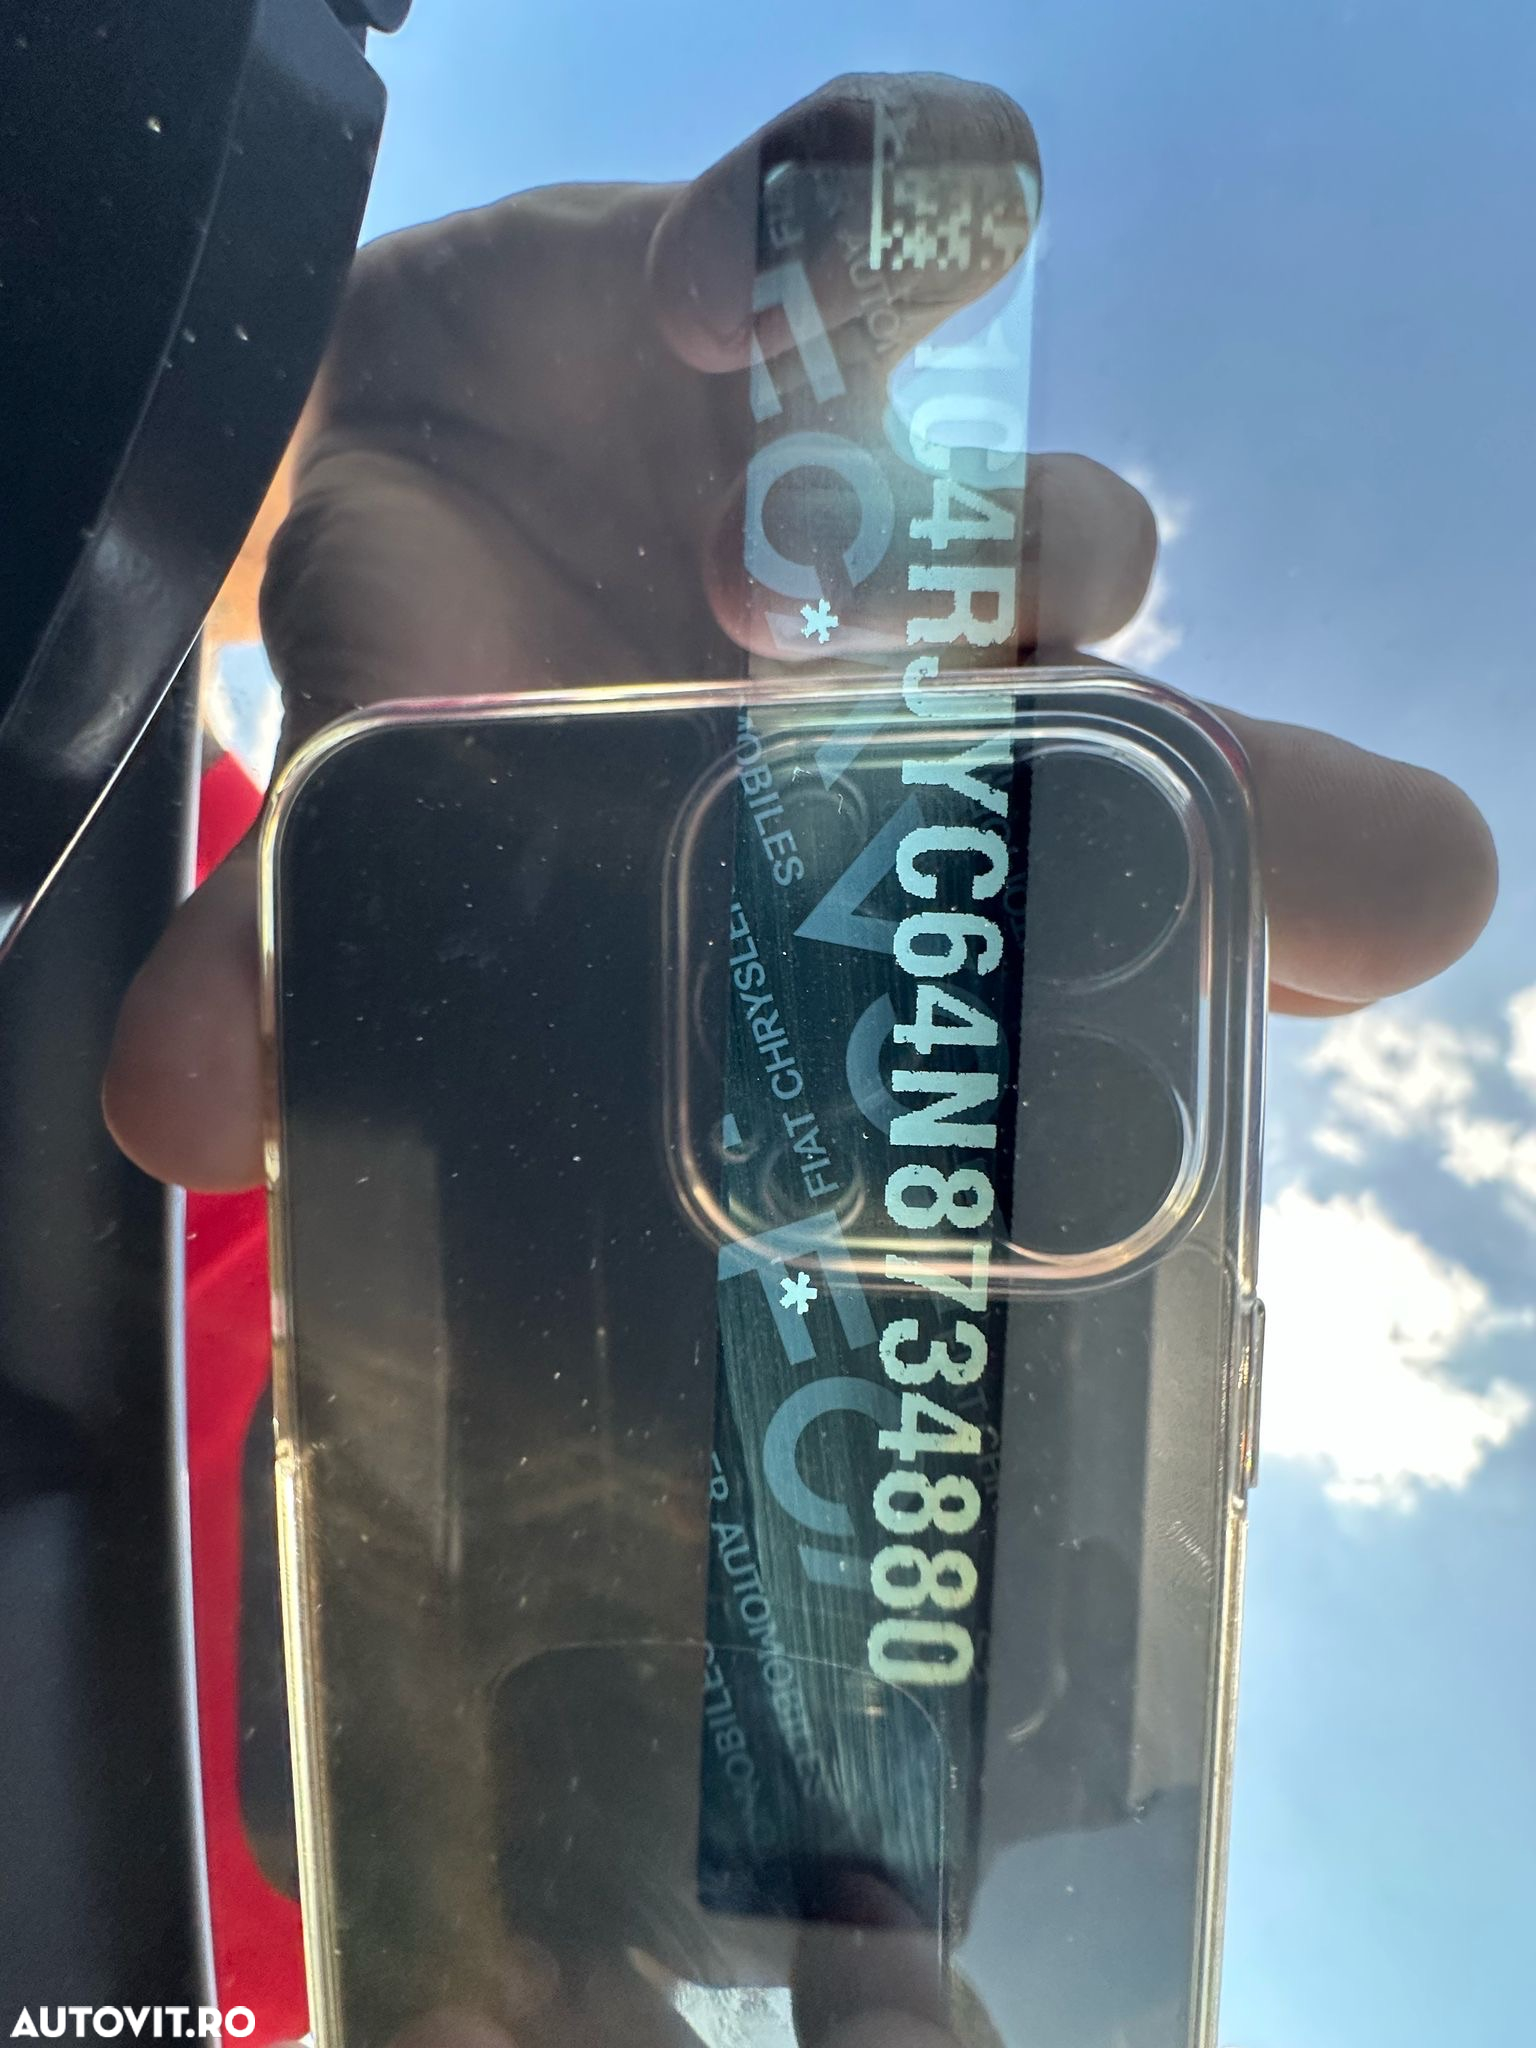 1C4RJYC64N8734880
*
*
FCA
FIAT CHRYSLER AUTOMOBILES
AUTOVIT.RO